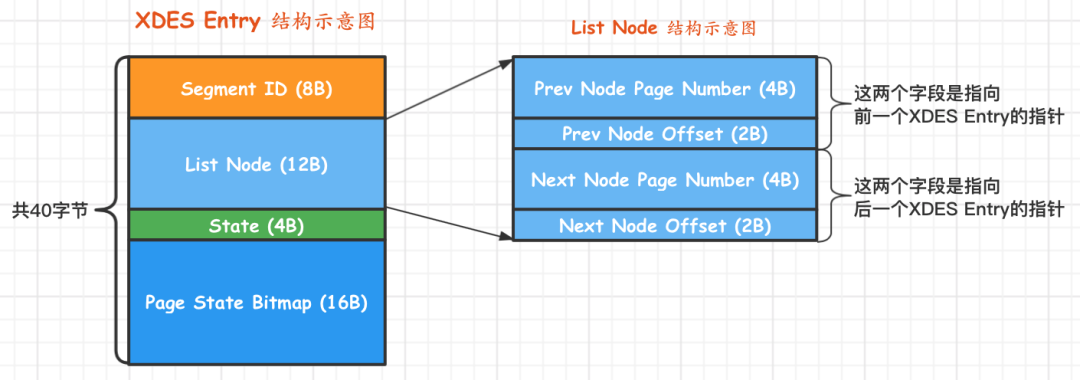 XDES Entry 结构示意图
List Node 结构示意图
Segment ID (8B)
List Node (12B)
State (4B)
Page State Bitmap (16B)
共40字节
Prev Node Page Number (4B)
Prev Node Offset (2B)
Next Node Page Number (4B)
Next Node Offset (2B)
这两个字段是指向
前一个XDES Entry的指针
这两个字段是指向
后一个XDES Entry的指针